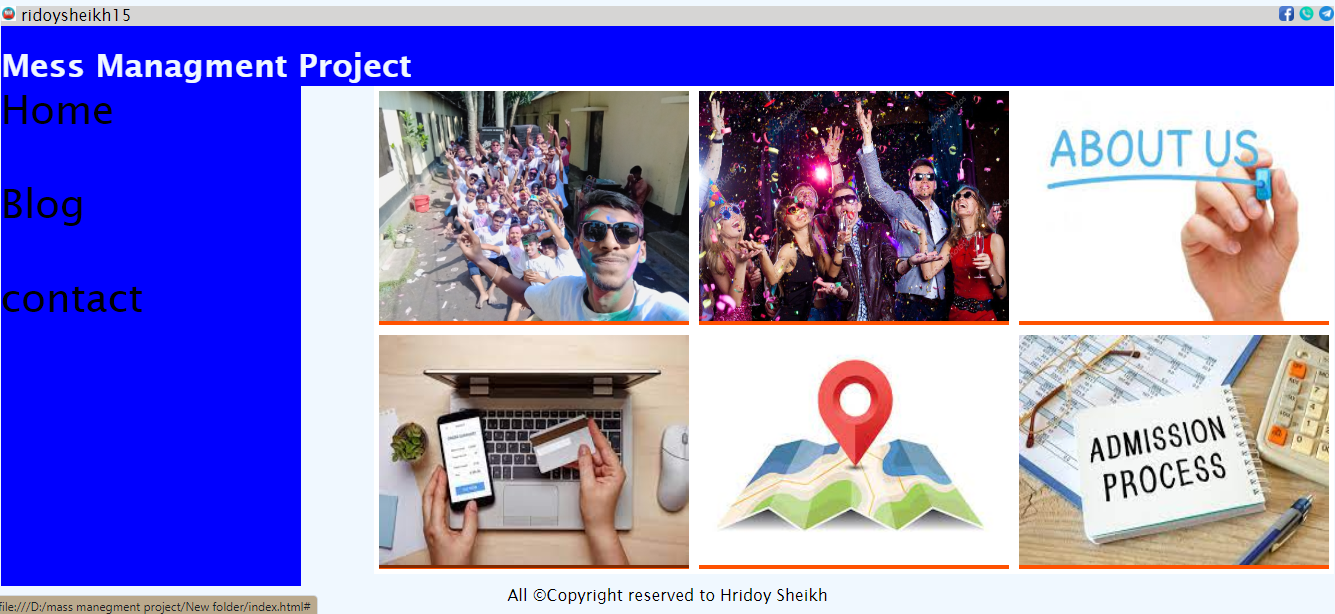 ridoysheikh15
Mess Managment Project
Home
Blog
contact
ABOUT US
ADMISSION
PROCESS
All ©Copyright reserved to Hridoy Sheikh
file:///D:/mass manegment project/New folder/index.html#